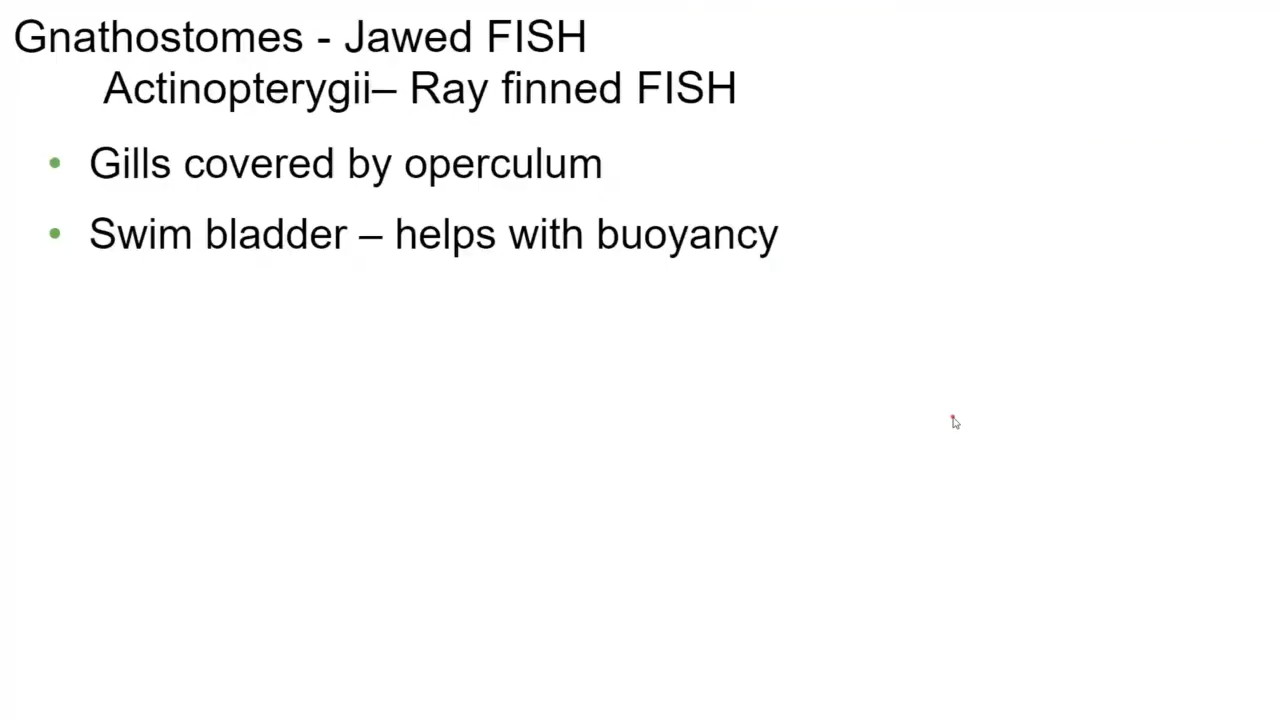 Gnathostomes - Jawed FISH
Actinopterygii– Ray finned FISH
• Gills covered by operculum
• Swim bladder – helps with buoyancy